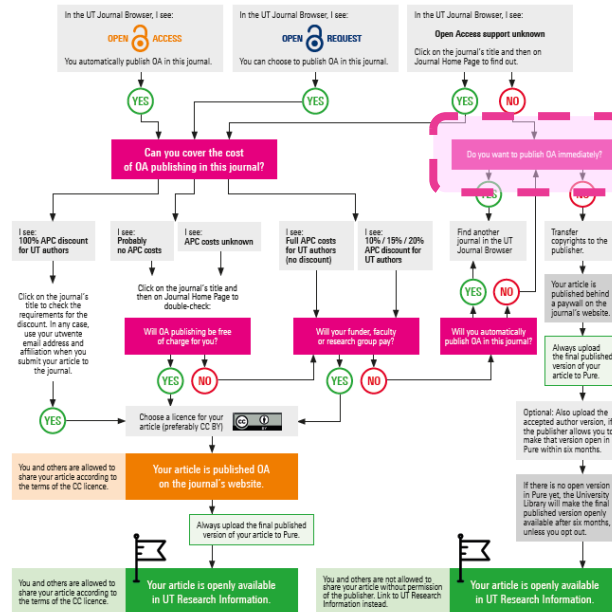 In the UT Journal Browser, I see:
OPEN ACCESS
You automatically publish OA in this journal.
In the UT Journal Browser, I see:
OPEN REQUEST
You can choose to publish OA in this journal.
In the UT Journal Browser, I see:
Open Access support unknown
Click on the journal's title and then on
Journal Home Page to find out.
YES
YES
YES
NO
Can you cover the cost
of OA publishing in this journal?
Do you want to publish OA immediately?
YES
NO
I see:
100% APC discount
for UT authors
I see:
Probably
no APC costs
I see:
APC costs unknown
I see:
Full APC costs
for UT authors
(no discount)
I see:
10% / 15% / 20%
APC discount for
UT authors
Find another
journal in the UT
Journal Browser
Transfer
copyrights to the
publisher.
Click on the journal's
title to check the
requirements for the
discount. In any case,
use your utwente
email address and
affiliation when you
submit your article to
the journal.
Click on the journal's title and
then on Journal Home Page to
double-check:
YES
NO
Your article is
published behind
a paywall on the
journal's website.
Will OA publishing be free
of charge for you?
Will your funder, faculty
or research group pay?
Will you automatically
publish OA in this journal?
Always upload
the final published
version of your
article to Pure.
YES
NO
YES
NO
YES
Choose a licence for your
article (preferably CC BY)
cc
BY
Optional: Also upload the
accepted author version, if
the publisher allows you to
make that version open in
Pure within six months.
You and others are allowed to
share your article according to
the terms of the CC licence.
Your article is published OA
on the journal's website.
If there is no open version
in Pure yet, the University
Library will make the final
published version openly
available after six months,
unless you opt out.
Always upload the final published
version of your article to Pure.
You and others are allowed to
share your article according to
the terms of the CC licence.
Your article is openly available
in UT Research Information.
You and others are not allowed to
share your article without permission
of the publisher. Link to UT Research
Information instead.
Your article is openly available
in UT Research Information.